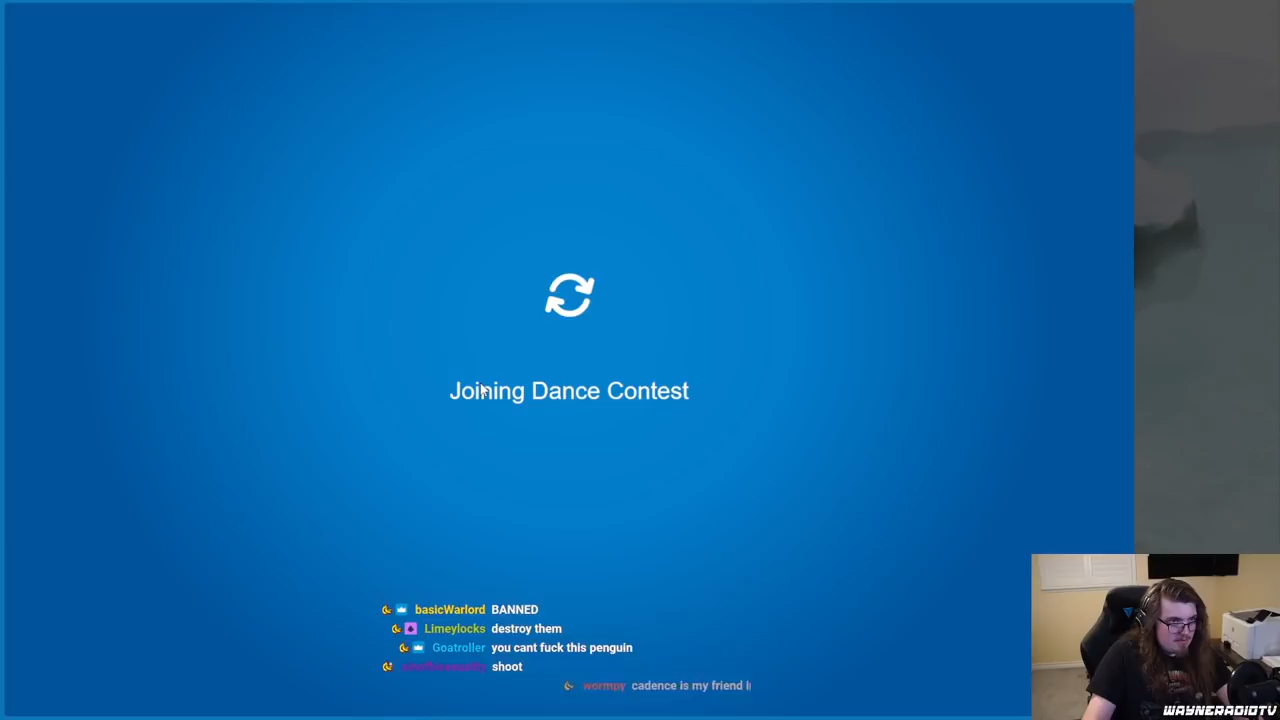 Joining Dance Contest
basicWarlord BANNED
Limeylocks destroy them
Goatroller you cant fuck this penguin
shoot
wormpy cadence is my friend
WAYNERADIOTV